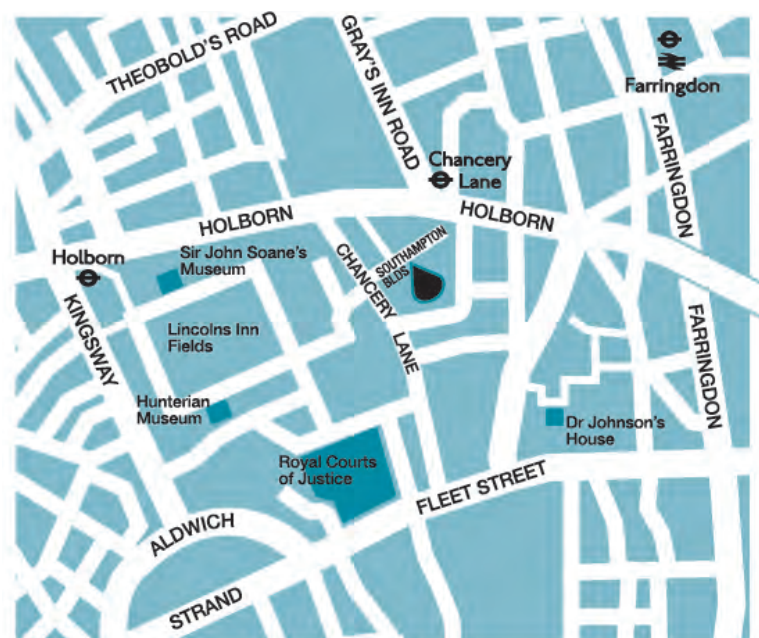 THEOBOLD'S ROAD
GRAY'S INN ROAD
Farringdon
FARRINGDON
Chancery
Lane
HOLBORN
HOLBORN
Holborn
Sir John Soane's
Museum
SOUTHAMPTON
BLDS
CHANCERY LANE
KINGSWAY
Lincolns Inn
Fields
FARRINGDON
Hunterian
Museum
Dr Johnson's
House
Royal Courts
of Justice
FLEET STREET
ALDWICH
STRAND